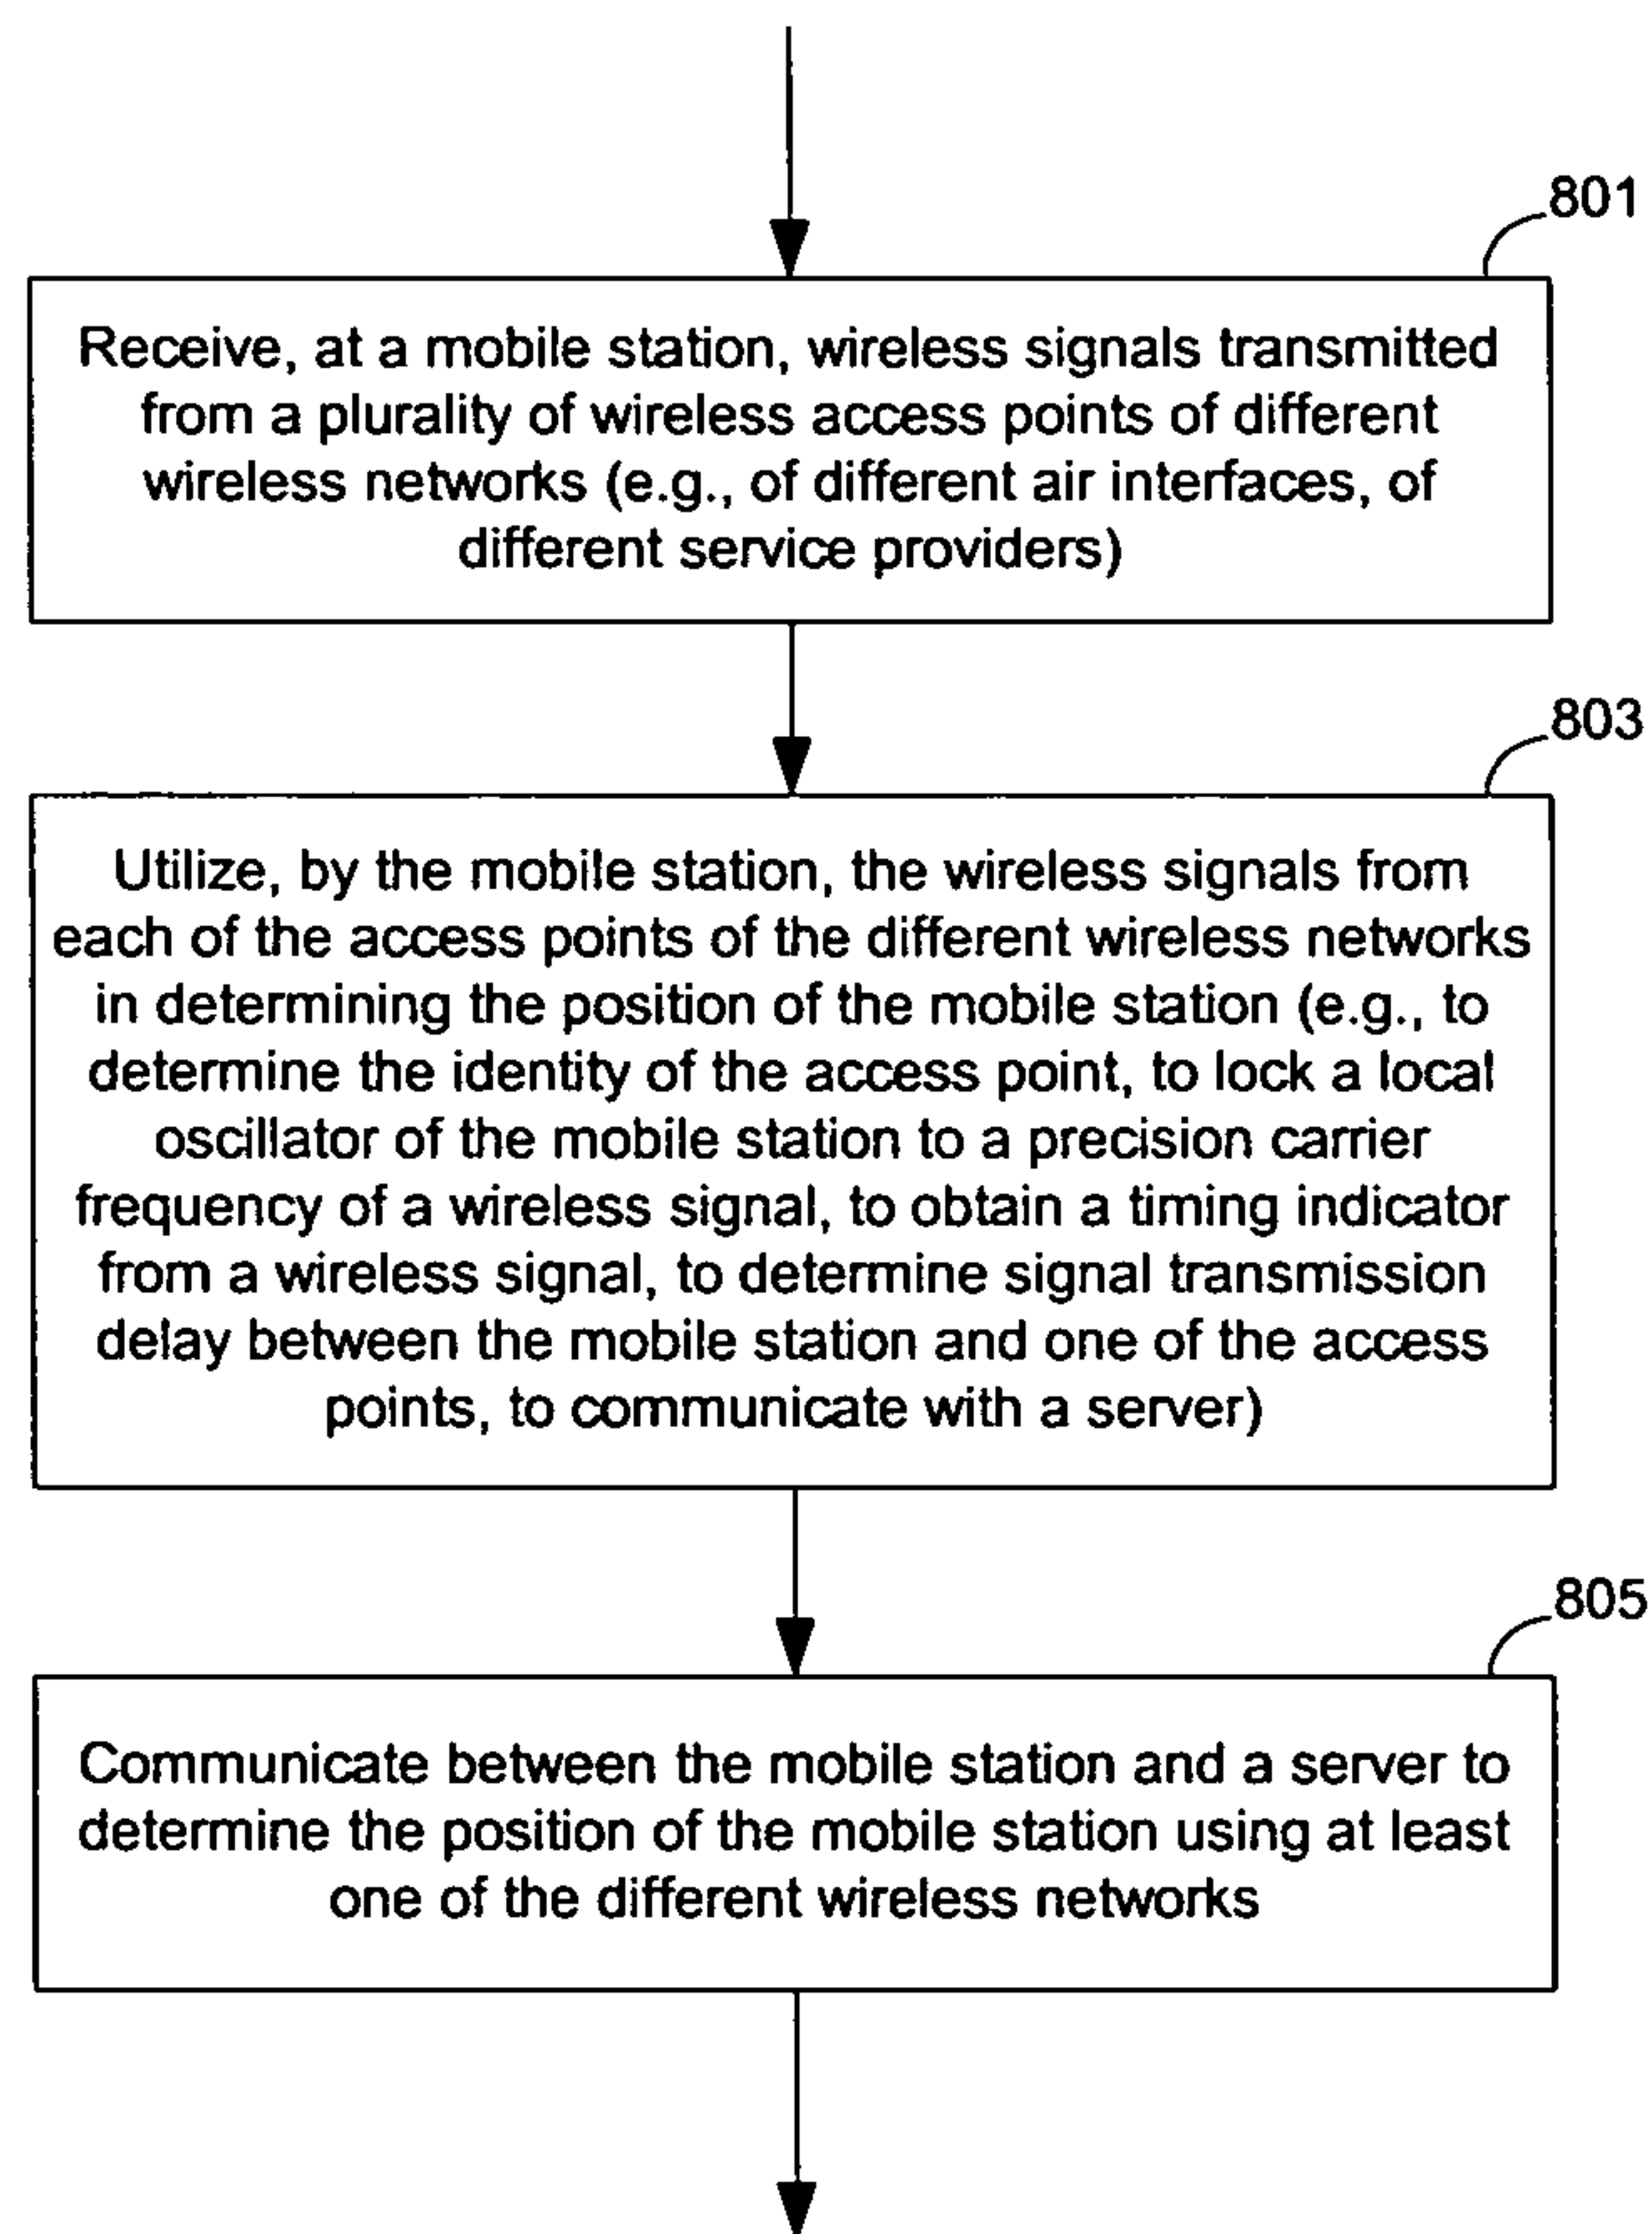 801
Receive, at a mobile station, wireless signals transmitted
from a plurality of wireless access points of different
wireless networks (e.g., of different air interfaces, of
different service providers)
803
Utilize, by the mobile station, the wireless signals from
each of the access points of the different wireless networks
in determining the position of the mobile station (e.g., to
determine the identity of the access point, to lock a local
oscillator of the mobile station to a precision carrier
frequency of a wireless signal, to obtain a timing indicator
from a wireless signal, to determine signal transmission
delay between the mobile station and one of the access
points, to communicate with a server)
805
Communicate between the mobile station and a server to
determine the position of the mobile station using at least
one of the different wireless networks